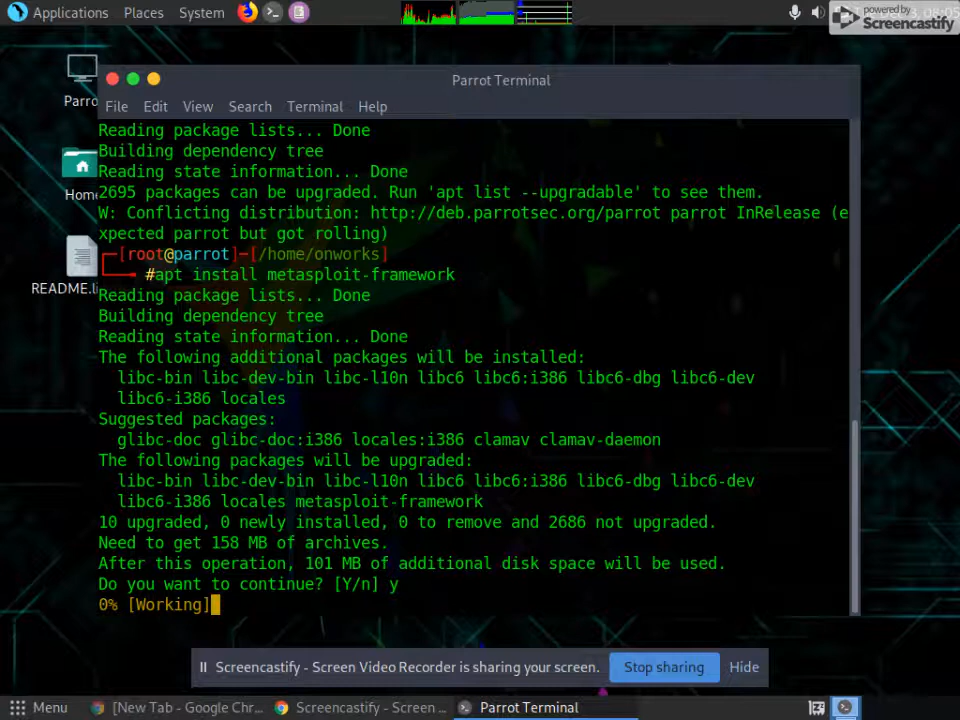 Applications Places System
powered by
Screencastify
Parrot Terminal
File Edit View Search Terminal Help
Parro
Home
README.li
Reading package lists... Done
Building dependency tree
Reading state information... Done
2695 packages can be upgraded. Run 'apt list --upgradable' to see them.
W: Conflicting distribution: http://deb.parrotsec.org/parrot parrot InRelease (e
xpected parrot but got rolling)
[root@parrot]─[/home/onworks]
#apt install metasploit-framework
Reading package lists... Done
Building dependency tree
Reading state information... Done
The following additional packages will be installed:
libc-bin libc-dev-bin libc-l10n libc6 libc6:i386 libc6-dbg libc6-dev
libc6-i386 locales
Suggested packages:
glibc-doc glibc-doc:i386 locales:i386 clamav clamav-daemon
The following packages will be upgraded:
libc-bin libc-dev-bin libc-l10n libc6 libc6:i386 libc6-dbg libc6-dev
libc6-i386 locales metasploit-framework
10 upgraded, 0 newly installed, 0 to remove and 2686 not upgraded.
Need to get 158 MB of archives.
After this operation, 101 MB of additional disk space will be used.
Do you want to continue? [Y/n] y
0% [Working]
Screencastify - Screen Video Recorder is sharing your screen. Stop sharing Hide
Menu [New Tab - Google Chr... Screencastify - Screen ... Parrot Terminal